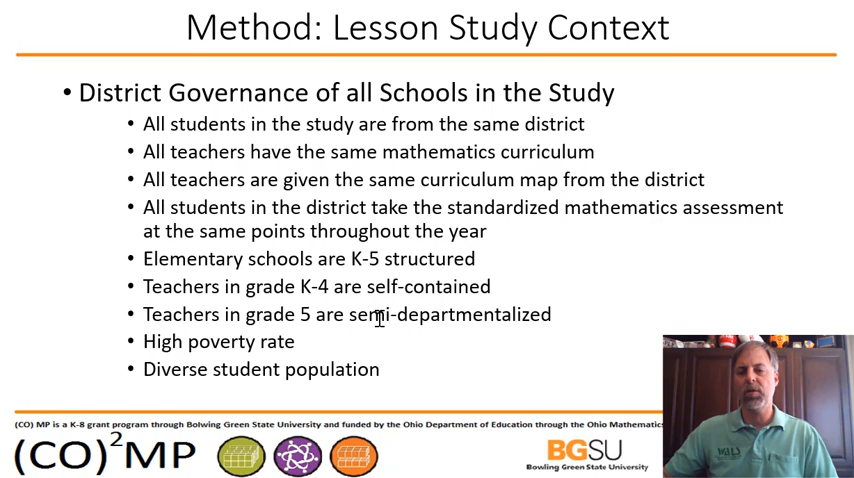 Method: Lesson Study Context
• District Governance of all Schools in the Study
• All students in the study are from the same district
• All teachers have the same mathematics curriculum
• All teachers are given the same curriculum map from the district
• All students in the district take the standardized mathematics assessment
at the same points throughout the year
• Elementary schools are K-5 structured
• Teachers in grade K-4 are self-contained
• Teachers in grade 5 are semi-departmentalized
• High poverty rate
• Diverse student population
(CO) MP is a K-8 grant program through Bolwing Green State University and funded by the Ohio Department of Education through the Ohio Mathematics
(CO)²MP
BGSU
Bowling Green State University